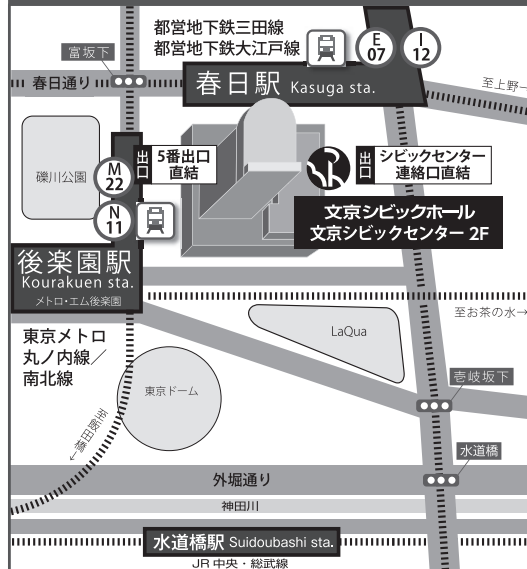 都営地下鉄三田線
都営地下鉄大江戸線
E
07
I
12
富坂下
春日通り
春日駅 Kasuga sta.
至上野→
礫川公園
M
22
出口
5番出口
直結
出口
シビックセンター
連絡口直結
N
11
文京シビックホール
文京シビックセンター 2F
後楽園駅
Kourakuen sta.
メトロ・エム後楽園
至お茶の水→
東京メトロ
丸ノ内線／
南北線
LaQua
東京ドーム
壱岐坂下
至飯田橋→
水道橋
外堀通り
神田川
水道橋駅 Suidoubashi sta.
JR 中央・総武線